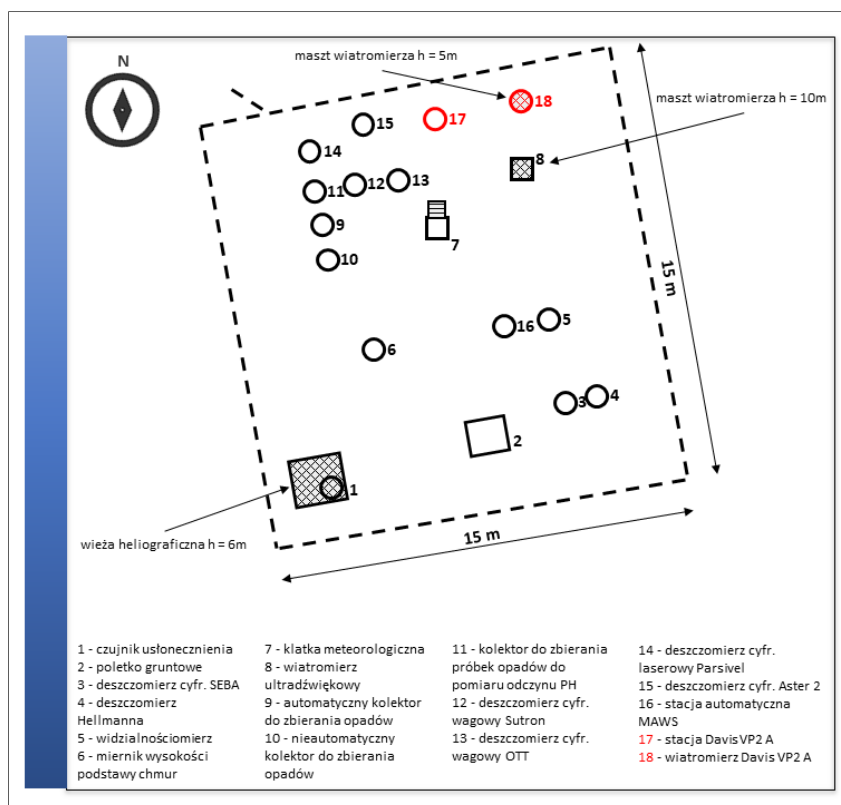 N
maszt wiatromierza h = 5m
maszt wiatromierza h = 10m
15
17
18
14
8
11
12
13
9
7
10
15 m
16
5
6
3
4
2
1
wieża heliograficzna h = 6m
15 m
1 - czujnik usłonecznienia
2 - poletko gruntowe
3 - deszczomierz cyfr. SEBA
4 - deszczomierz
Hellmanna
5 - widzialnościomierz
6 - miernik wysokości
podstawy chmur
7 - klatka meteorologiczna
8 - wiatromierz
ultradźwiękowy
9 - automatyczny kolektor
do zbierania opadów
10 - nieautomatyczny
kolektor do zbierania
opadów
11 - kolektor do zbierania
próbek opadów do
pomiaru odczynu PH
12 - deszczomierz cyfr.
wagowy Sutron
13 - deszczomierz cyfr.
wagowy OTT
14 - deszczomierz cyfr.
laserowy Parsivel
15 - deszczomierz cyfr. Aster 2
16 - stacja automatyczna
MAWS
17 - stacja Davis VP2 A
18 - wiatromierz Davis VP2 A